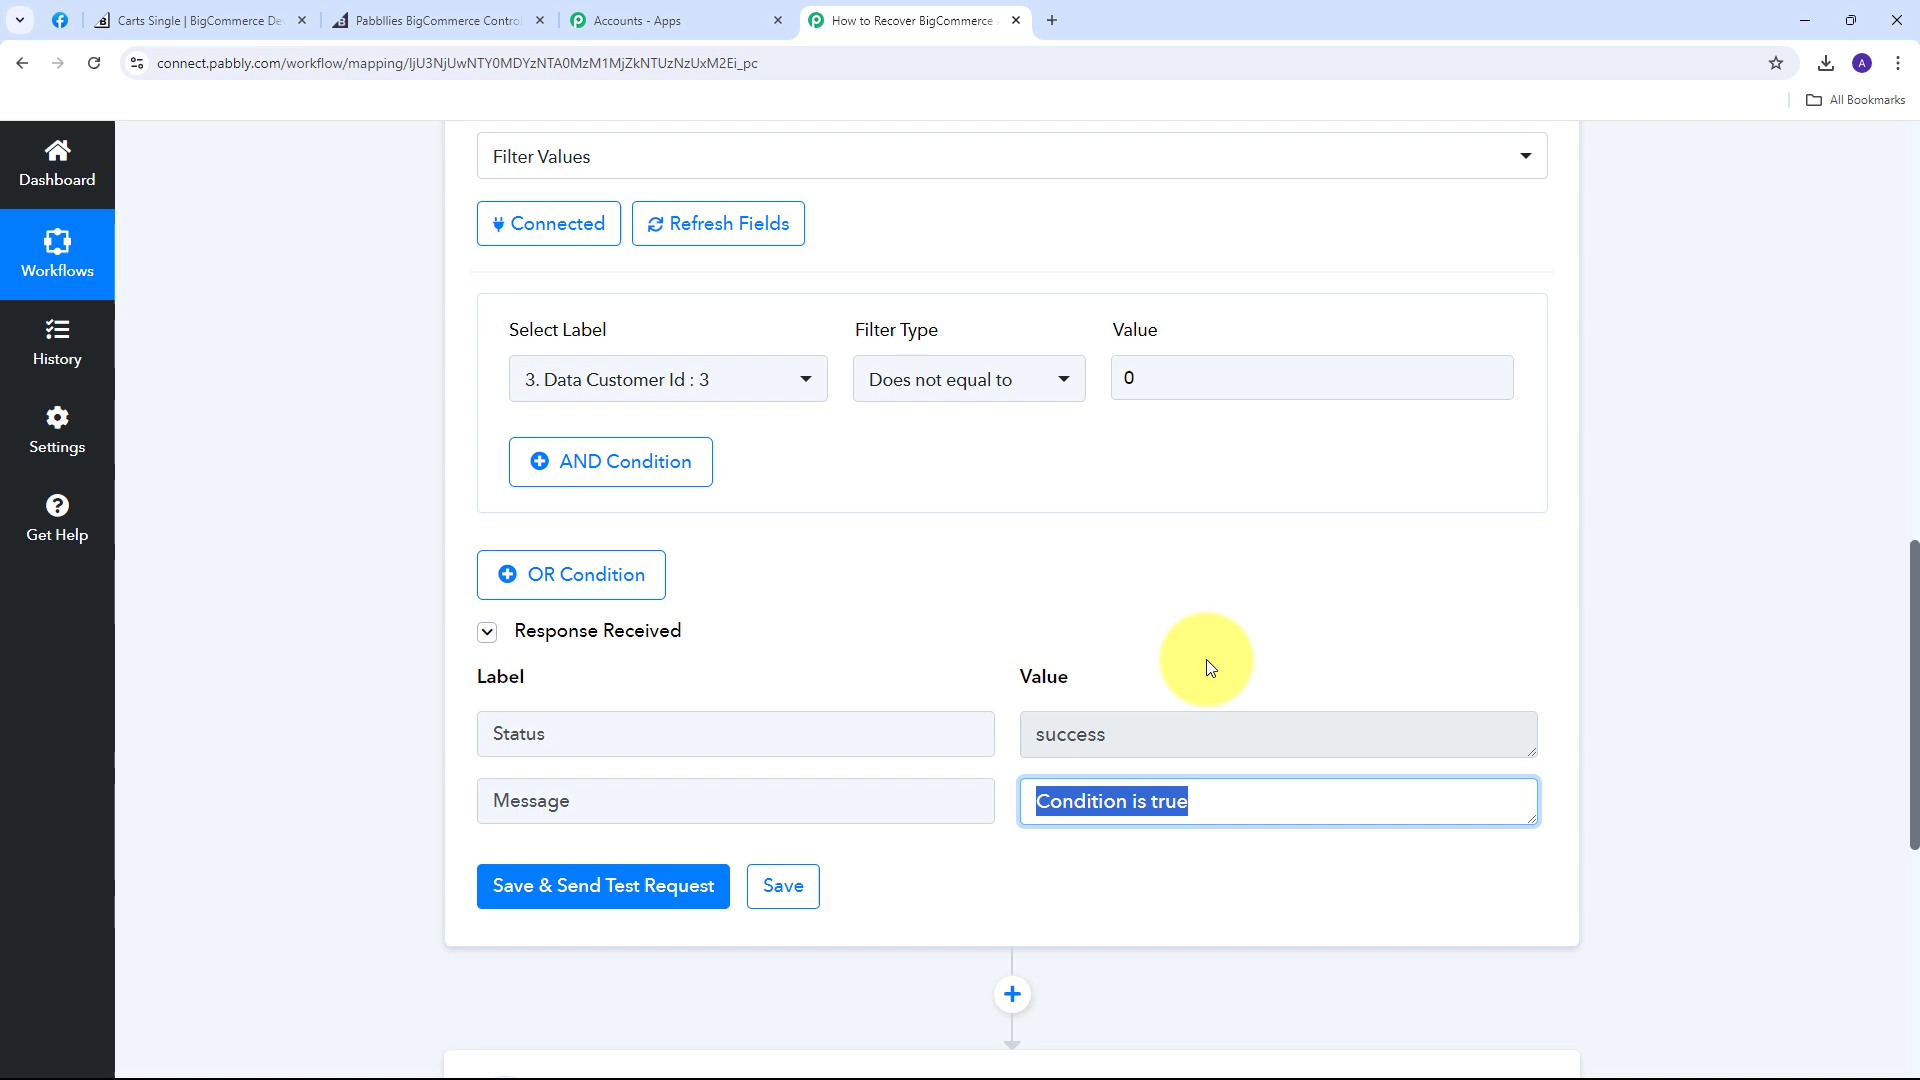 Carts Single | BigCommerce De
Pabbllies BigCommerce Contro
Accounts - Apps
How to Recover BigCommerce
connect.pabbly.com/workflow/mapping/IjU3NjUwNTY0MDYzNTA0MzM1MjZkNTUzNzUxM2Ei_pc
A
All Bookmarks
Dashboard
Workflows
History
Settings
Get Help
Filter Values
Connected
Refresh Fields
Select Label
Filter Type
Value
3. Data Customer Id : 3
Does not equal to
0
AND Condition
OR Condition
Response Received
Label
Value
Status
success
Message
Condition is true
Save & Send Test Request
Save